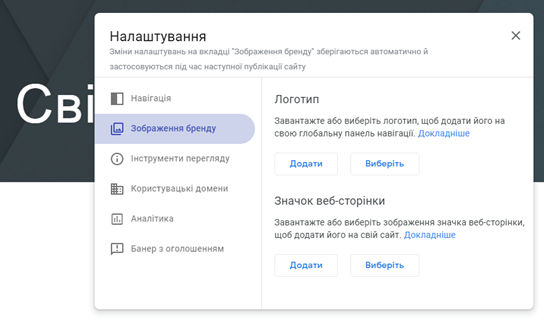 Налаштування
Зміни налаштувань на вкладці "Зображення бренду" зберігаються автоматично й
застосовуються під час наступної публікації сайту
Сві
Навігація
Зображення бренду
Інструменти перегляду
Користувацькі домени
Аналітика
Банер з оголошенням
Логотип
Завантажте або виберіть логотип, щоб додати його на
свою глобальну панель навігації. Докладніше
Додати
Виберіть
Значок веб-сторінки
Завантажте або виберіть зображення значка веб-сторінки,
щоб додати його на свій сайт. Докладніше
Додати
Виберіть